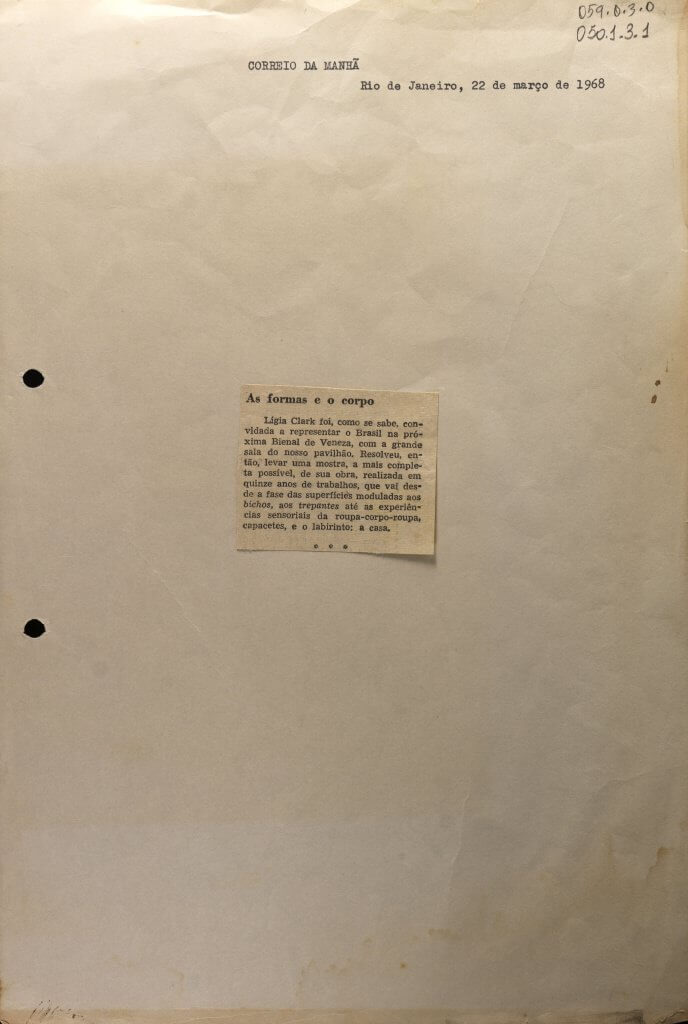 059.0.3.0
050.1.3.1
CORREIO DA MANHÃ
Rio de Janeiro, 22 de março de 1968
As formas e o corpo
Lígia Clark foi, como se sabe, con-
vidada a representar o Brasil na pró-
xima Bienal de Veneza, com a grande
sala do nosso pavilhão. Resolveu, en-
tão, levar uma mostra, a mais comple-
ta possível, de sua obra, realizada em
quinze anos de trabalhos, que vai des-
de a fase das superfícies moduladas aos
bichos, aos trepantes até as experiên-
cias sensoriais da roupa-corpo-roupa,
capacetes, e o labirinto: a casa.